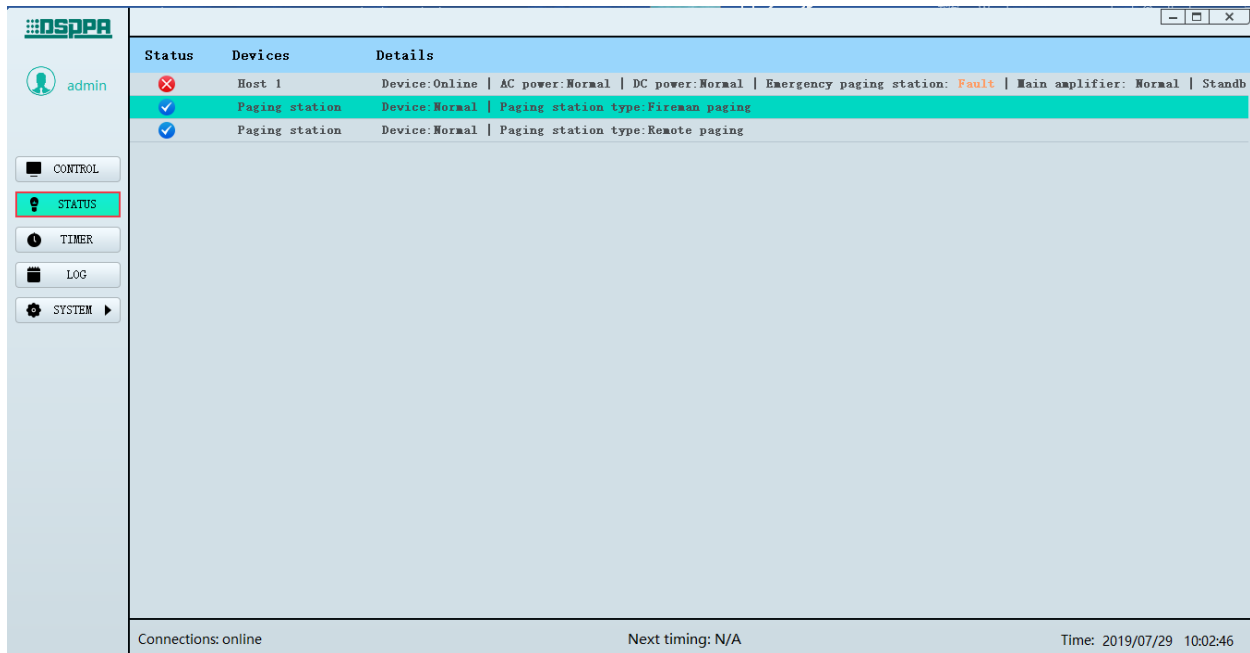 DSPPA
admin
Status Devices Details
Host 1 Device:Online | AC power:Normal | DC power:Normal | Emergency paging station: Fault | Main amplifier: Normal | Standb
Paging station Device:Normal | Paging station type:Fireman paging
Paging station Device:Normal | Paging station type:Remote paging
CONTROL
STATUS
TIMER
LOG
SYSTEM
Connections: online Next timing: N/A Time: 2019/07/29 10:02:46